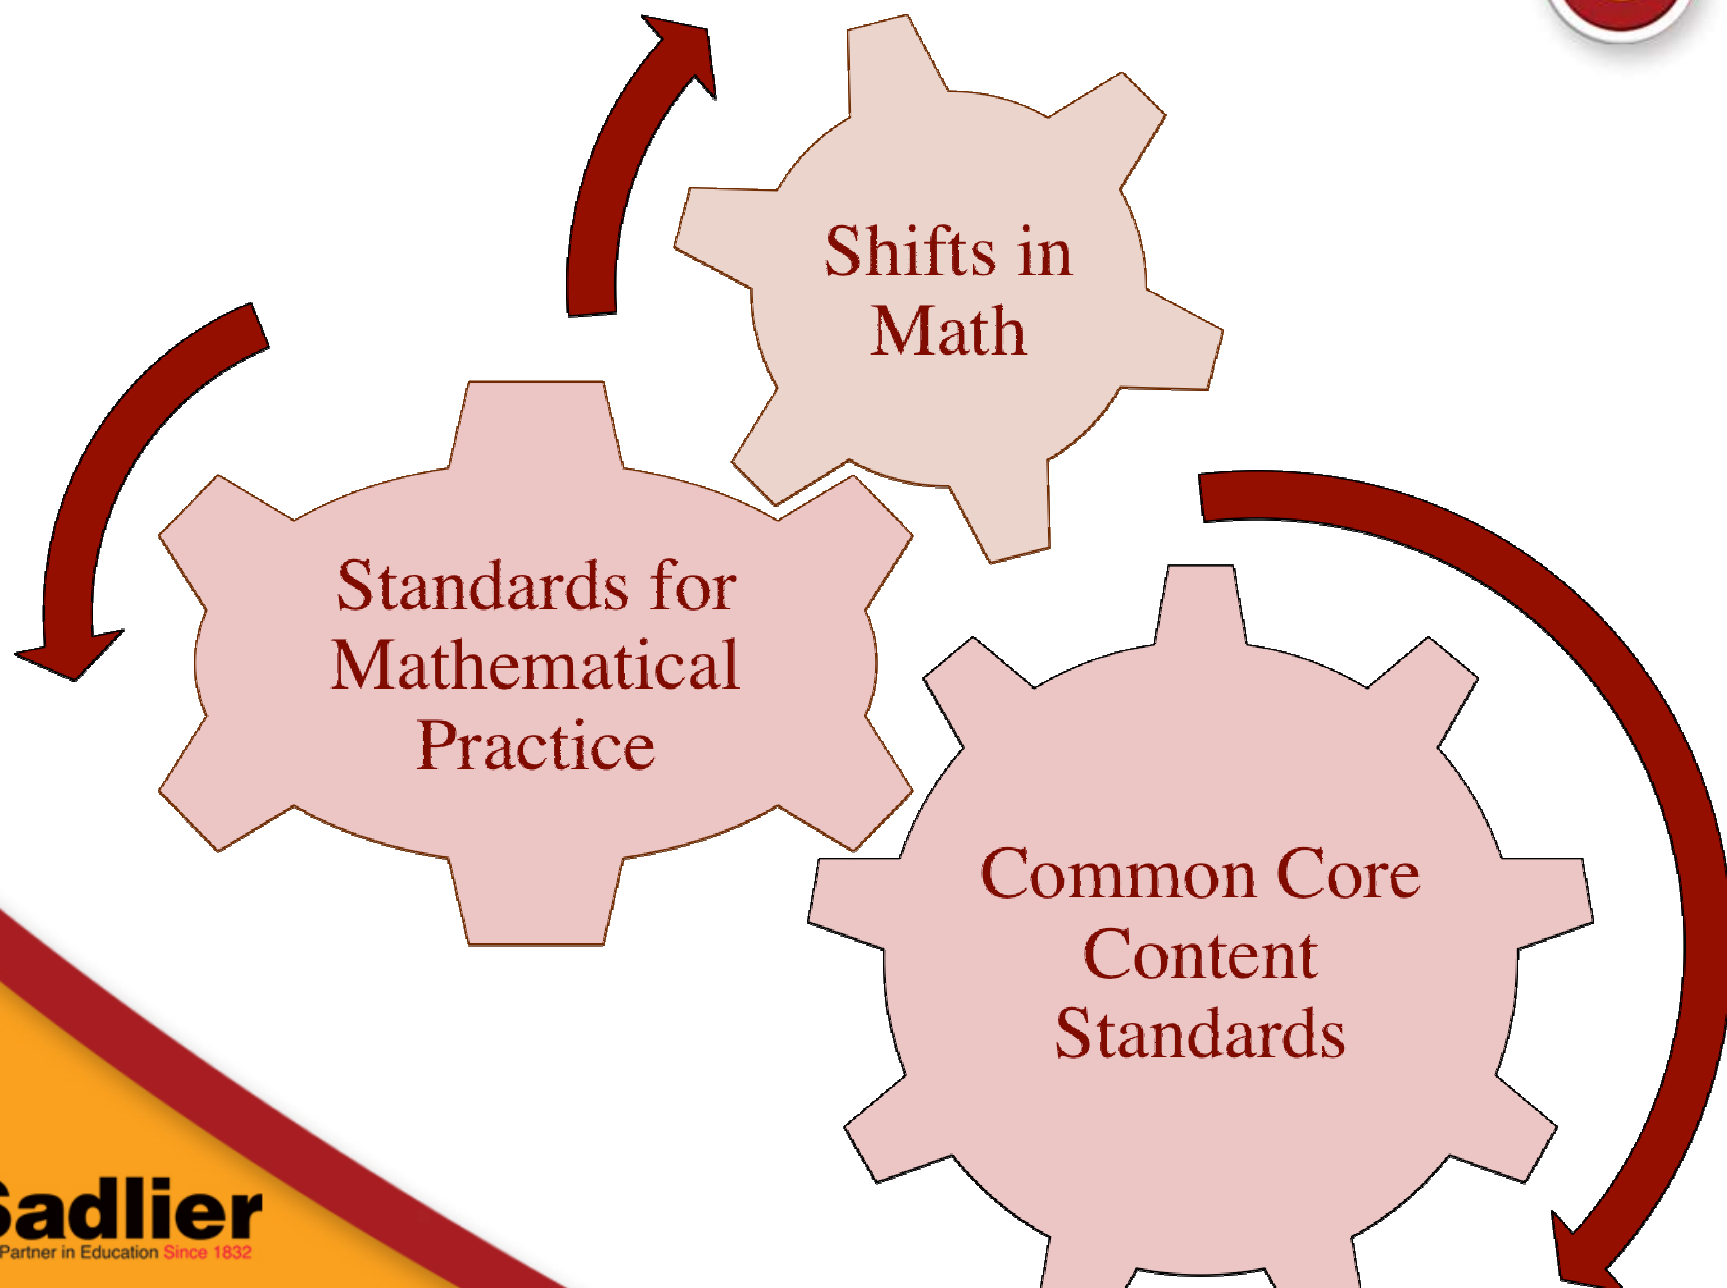 Shifts in
Math
Standards for
Mathematical
Practice
Common Core
Content
Standards
Sadlier
Partner in Education Since 1832